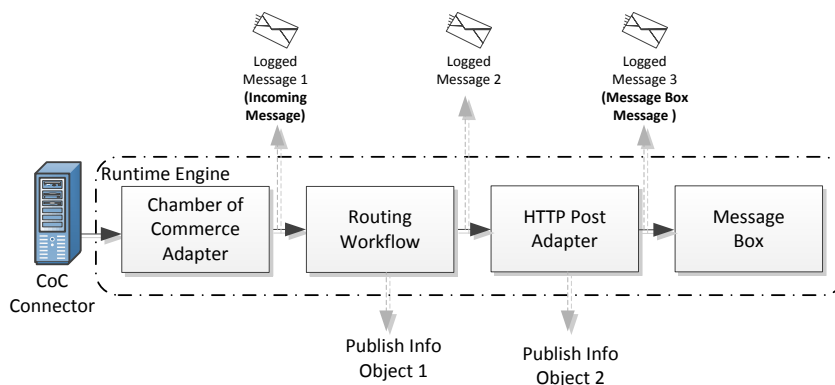 Logged
Message 1
(Incoming
Message)
Logged
Message 2
Logged
Message 3
(Message Box
Message )
Runtime Engine
Chamber of
Commerce
Adapter
Routing
Workflow
HTTP Post
Adapter
Message
Box
CoC
Connector
Publish Info
Object 1
Publish Info
Object 2